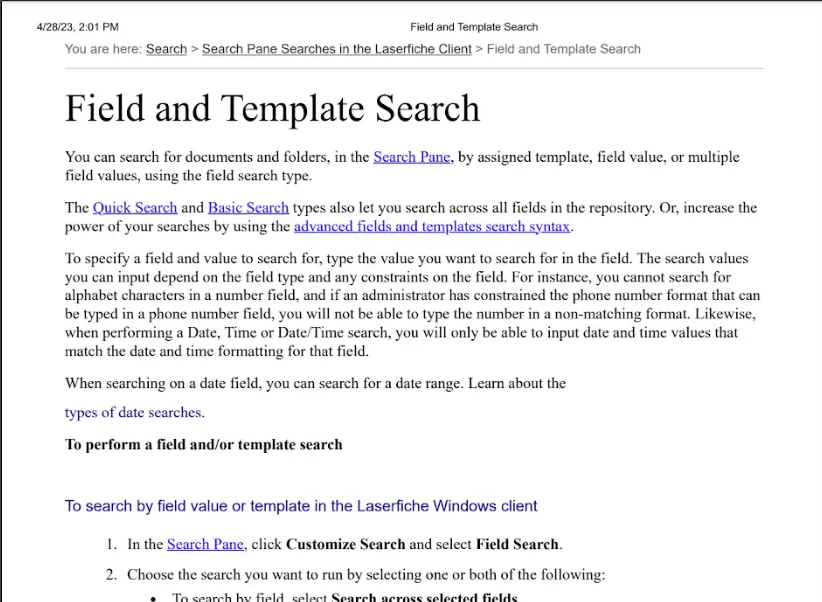 4/28/23, 2:01 PM Field and Template Search
You are here: Search > Search Pane Searches in the Laserfiche Client > Field and Template Search
Field and Template Search
You can search for documents and folders, in the Search Pane, by assigned template, field value, or multiple
field values, using the field search type.
The Quick Search and Basic Search types also let you search across all fields in the repository. Or, increase the
power of your searches by using the advanced fields and templates search syntax.
To specify a field and value to search for, type the value you want to search for in the field. The search values
you can input depend on the field type and any constraints on the field. For instance, you cannot search for
alphabet characters in a number field, and if an administrator has constrained the phone number format that can
be typed in a phone number field, you will not be able to type the number in a non-matching format. Likewise,
when performing a Date, Time or Date/Time search, you will only be able to input date and time values that
match the date and time formatting for that field.
When searching on a date field, you can search for a date range. Learn about the
types of date searches.
To perform a field and/or template search
To search by field value or template in the Laserfiche Windows client
1. In the Search Pane, click Customize Search and select Field Search.
2. Choose the search you want to run by selecting one or both of the following:
• To search by field, select Search across selected fields